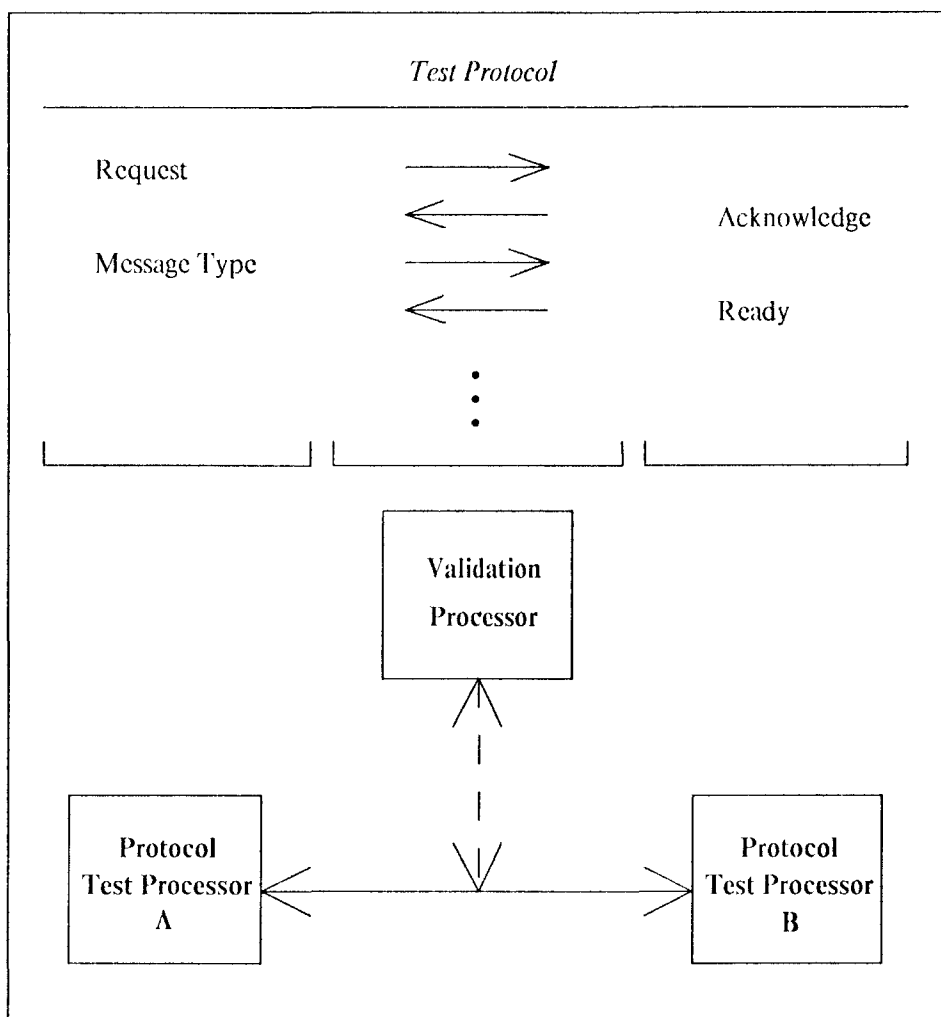 Test Protocol
Request
Acknowledge
Message Type
Ready
Validation
Processor
Protocol
Test Processor
A
Protocol
Test Processor
B